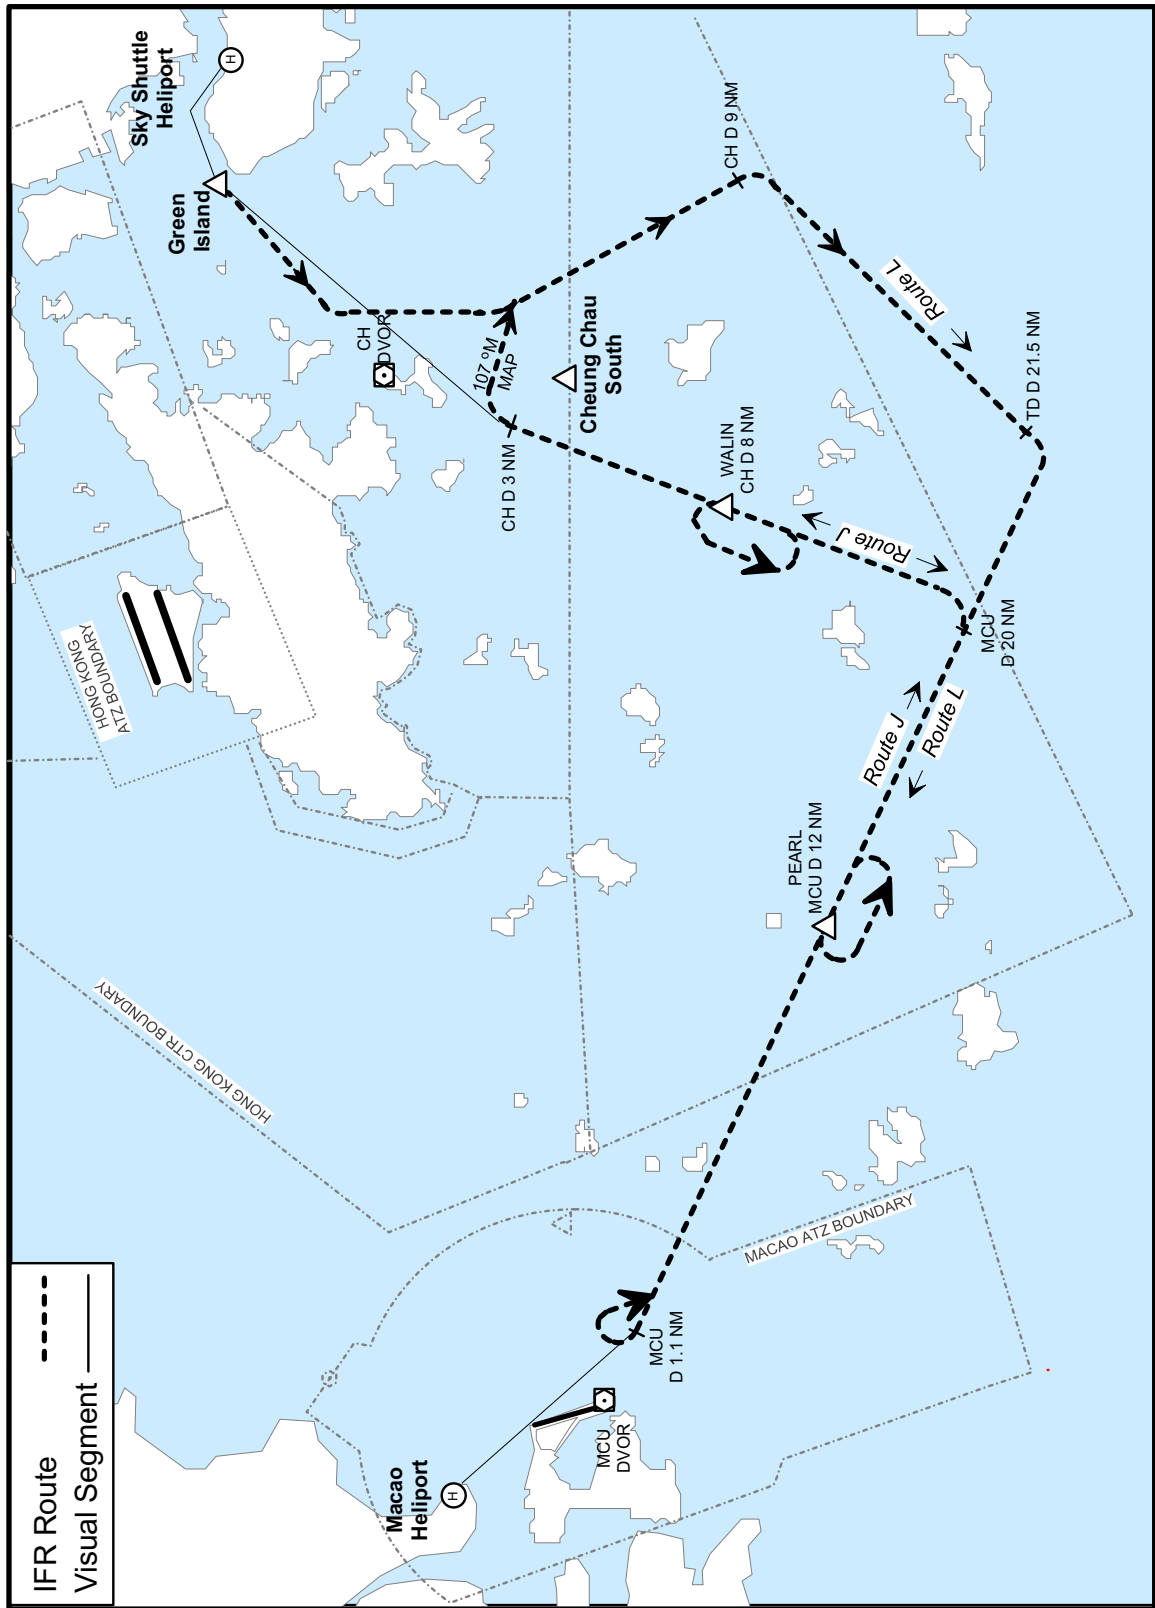 IFR Route
Visual Segment
Macao
Heliport
H
MCU
DVOR
MCU
D 1.1 NM
MACAO ATZ BOUNDARY
HONG KONG CTR BOUNDARY
PEARL
MCU D 12 NM
Route J
Route L
MCU
D 20 NM
HONG KONG
ATZ BOUNDARY
Route J
WALIN
CH D 8 NM
CH D 3 NM
107 ºM
MAP
CH
DVOR
Cheung Chau
South
TD D 21.5 NM
Route L
CH D 9 NM
Green
Island
Sky Shuttle
Heliport
H